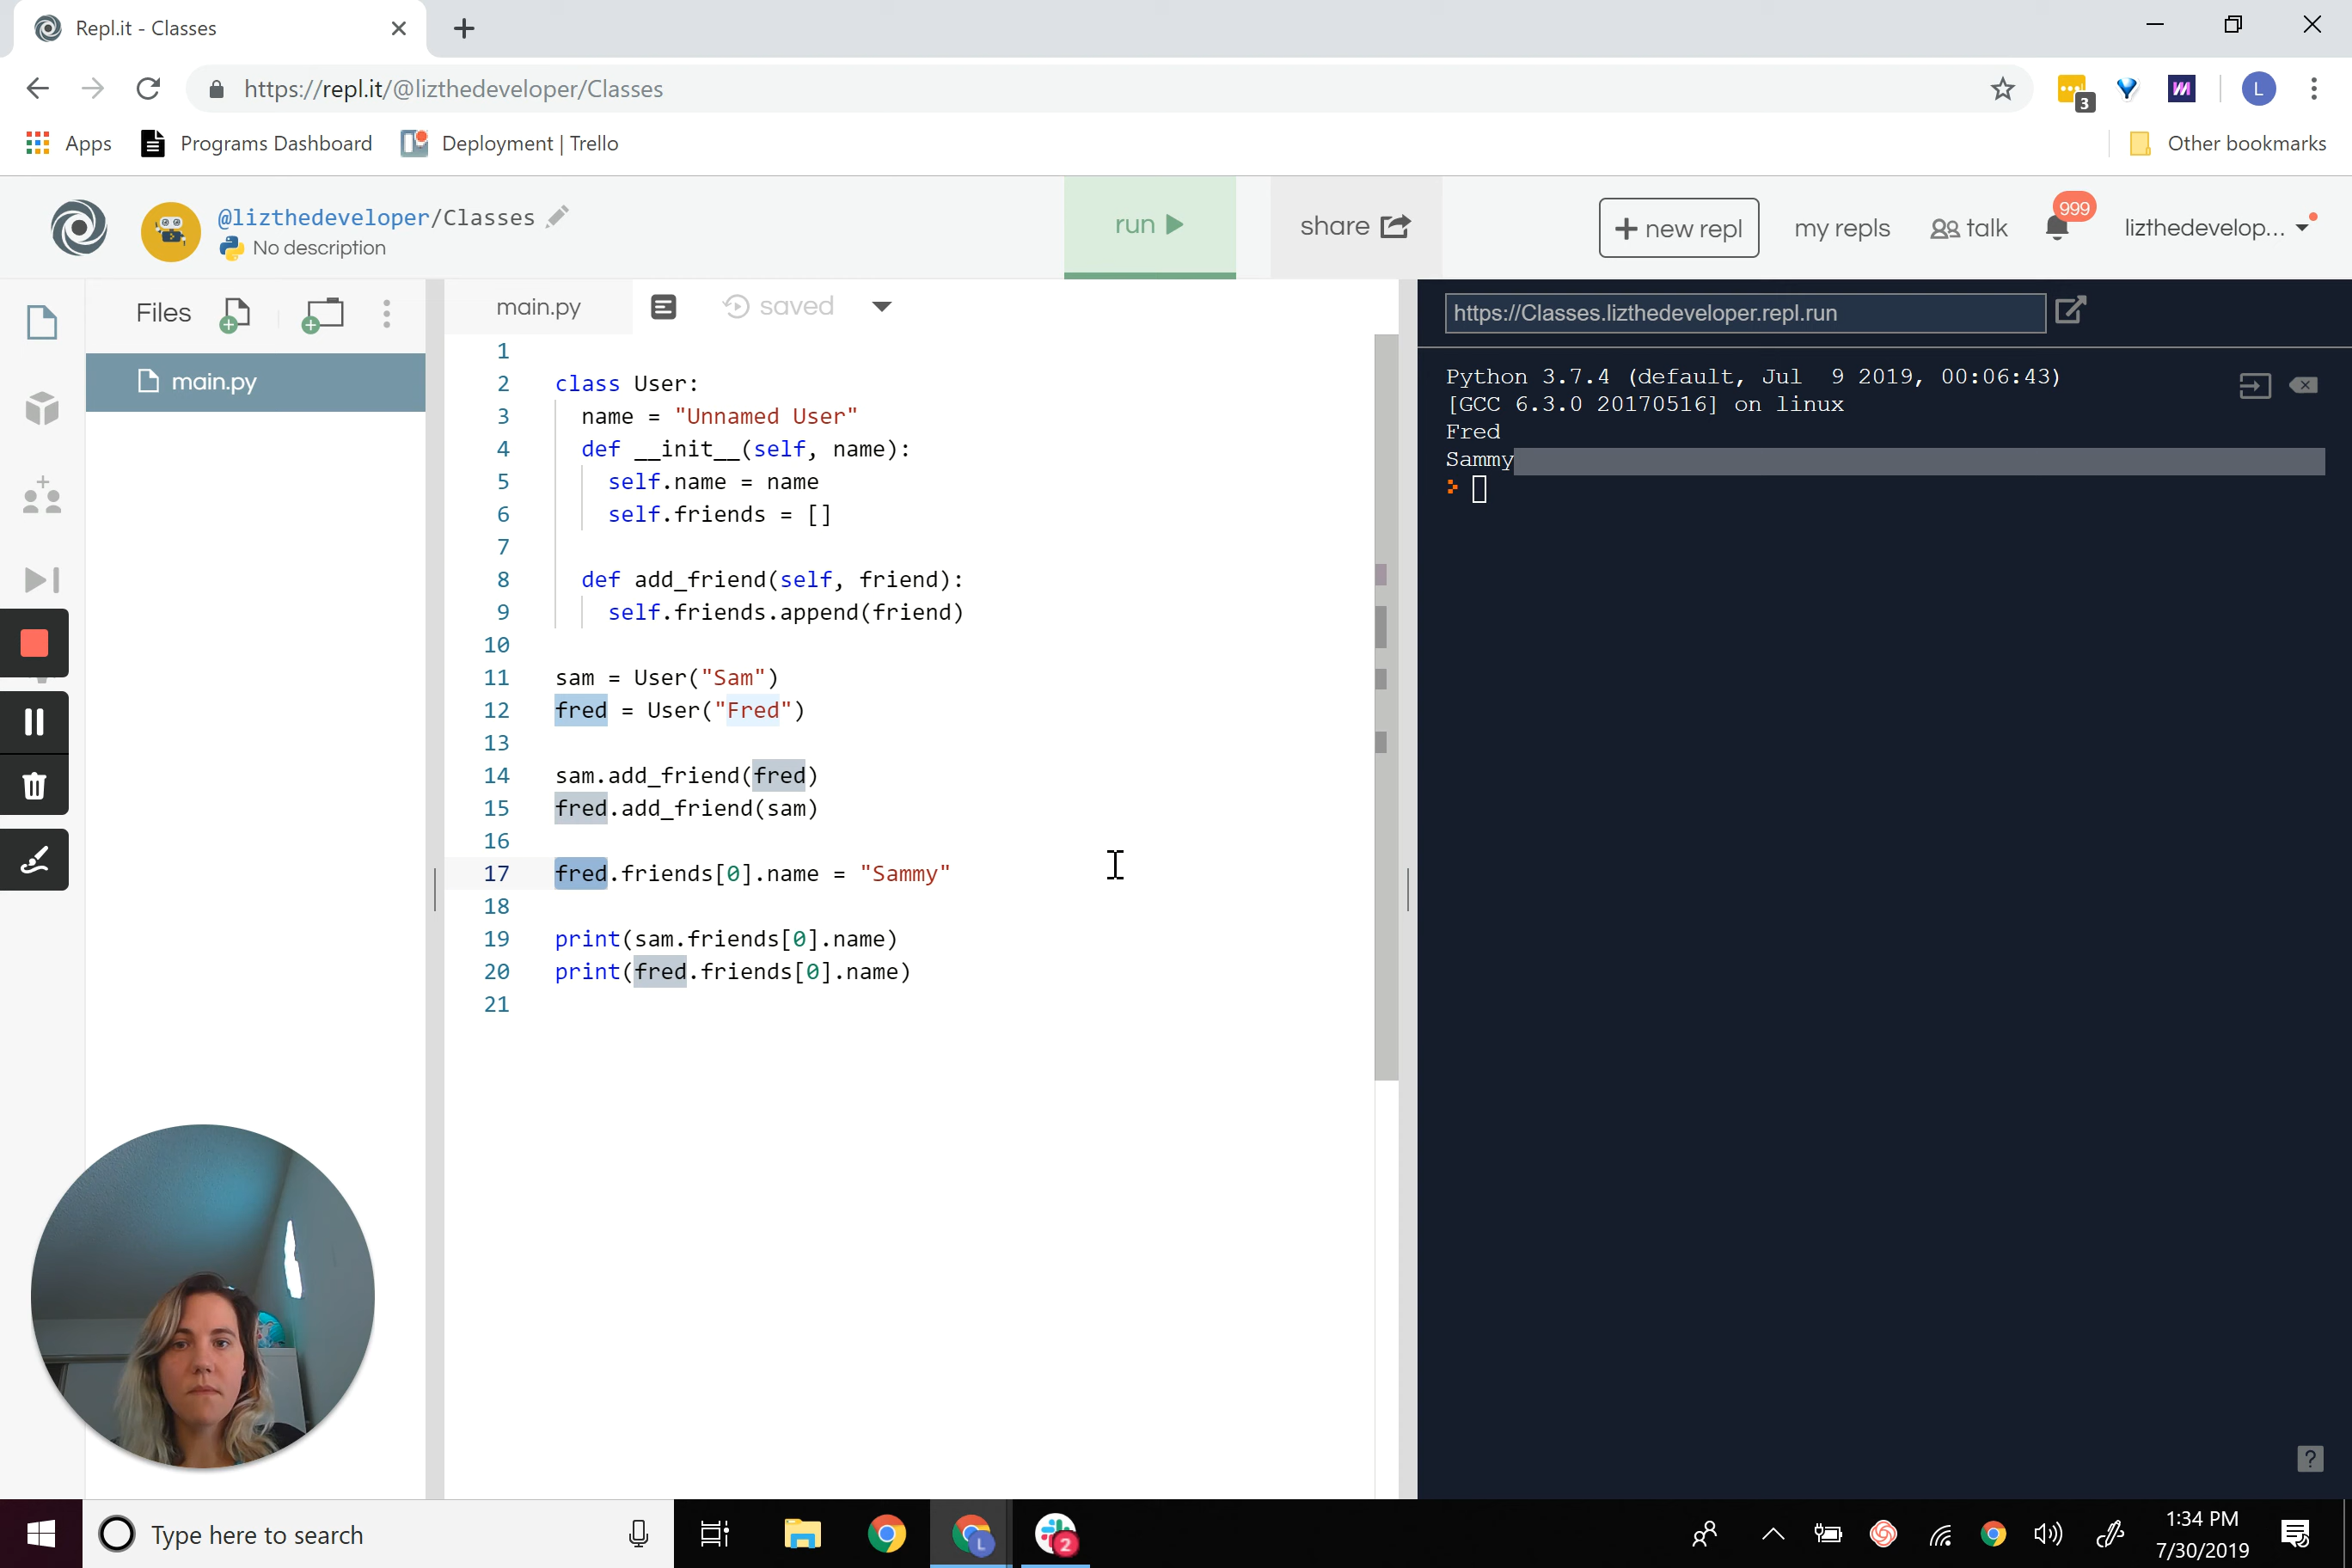 Repl.it - Classes
https://repl.it/@lizthedeveloper/Classes
3
L
Apps
Programs Dashboard
Deployment | Trello
Other bookmarks
@lizthedeveloper/Classes
No description
run
share
+ new repl
my repls
talk
999
lizthedevelop...
Files
main.py
main.py
saved
1
2 class User:
3 name = "Unnamed User"
4 def __init__(self, name):
5 self.name = name
6 self.friends = []
7
8 def add_friend(self, friend):
9 self.friends.append(friend)
10
11 sam = User("Sam")
12 fred = User("Fred")
13
14 sam.add_friend(fred)
15 fred.add_friend(sam)
16
17 fred.friends[0].name = "Sammy"
18
19 print(sam.friends[0].name)
20 print(fred.friends[0].name)
21
https://Classes.lizthedeveloper.repl.run
Python 3.7.4 (default, Jul  9 2019, 00:06:43)
[GCC 6.3.0 20170516] on linux
Fred
Sammy
?
Type here to search
L
2
1:34 PM
7/30/2019